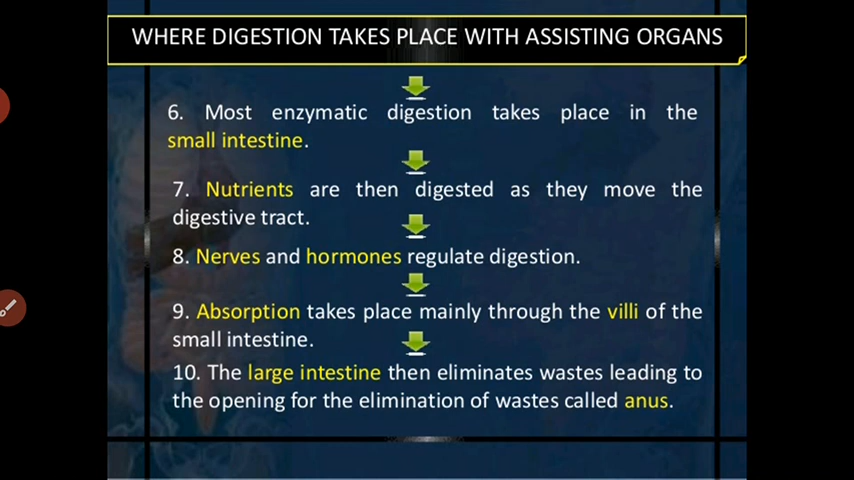 WHERE DIGESTION TAKES PLACE WITH ASSISTING ORGANS
6. Most enzymatic digestion takes place in the
small intestine.
7. Nutrients are then digested as they move the
digestive tract.
8. Nerves and hormones regulate digestion.
9. Absorption takes place mainly through the villi of the
small intestine.
10. The large intestine then eliminates wastes leading to
the opening for the elimination of wastes called anus.